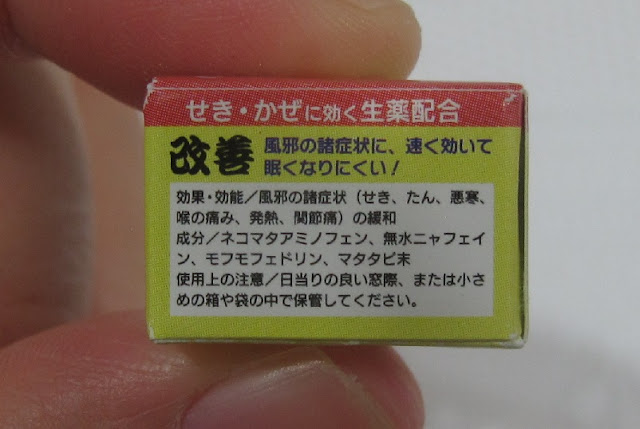 せき・かぜに効く生薬配合
改善
風邪の諸症状に、速く効いて
眠くなりにくい！
効果・効能／風邪の諸症状（せき、たん、悪寒、
喉の痛み、発熱、関節痛）の緩和
成分／ネコマタアミノフェン、無水ニャフェイ
ン、モフモフェドリン、マタタビ末
使用上の注意／日当りの良い窓際、または小さ
めの箱や袋の中で保管してください。